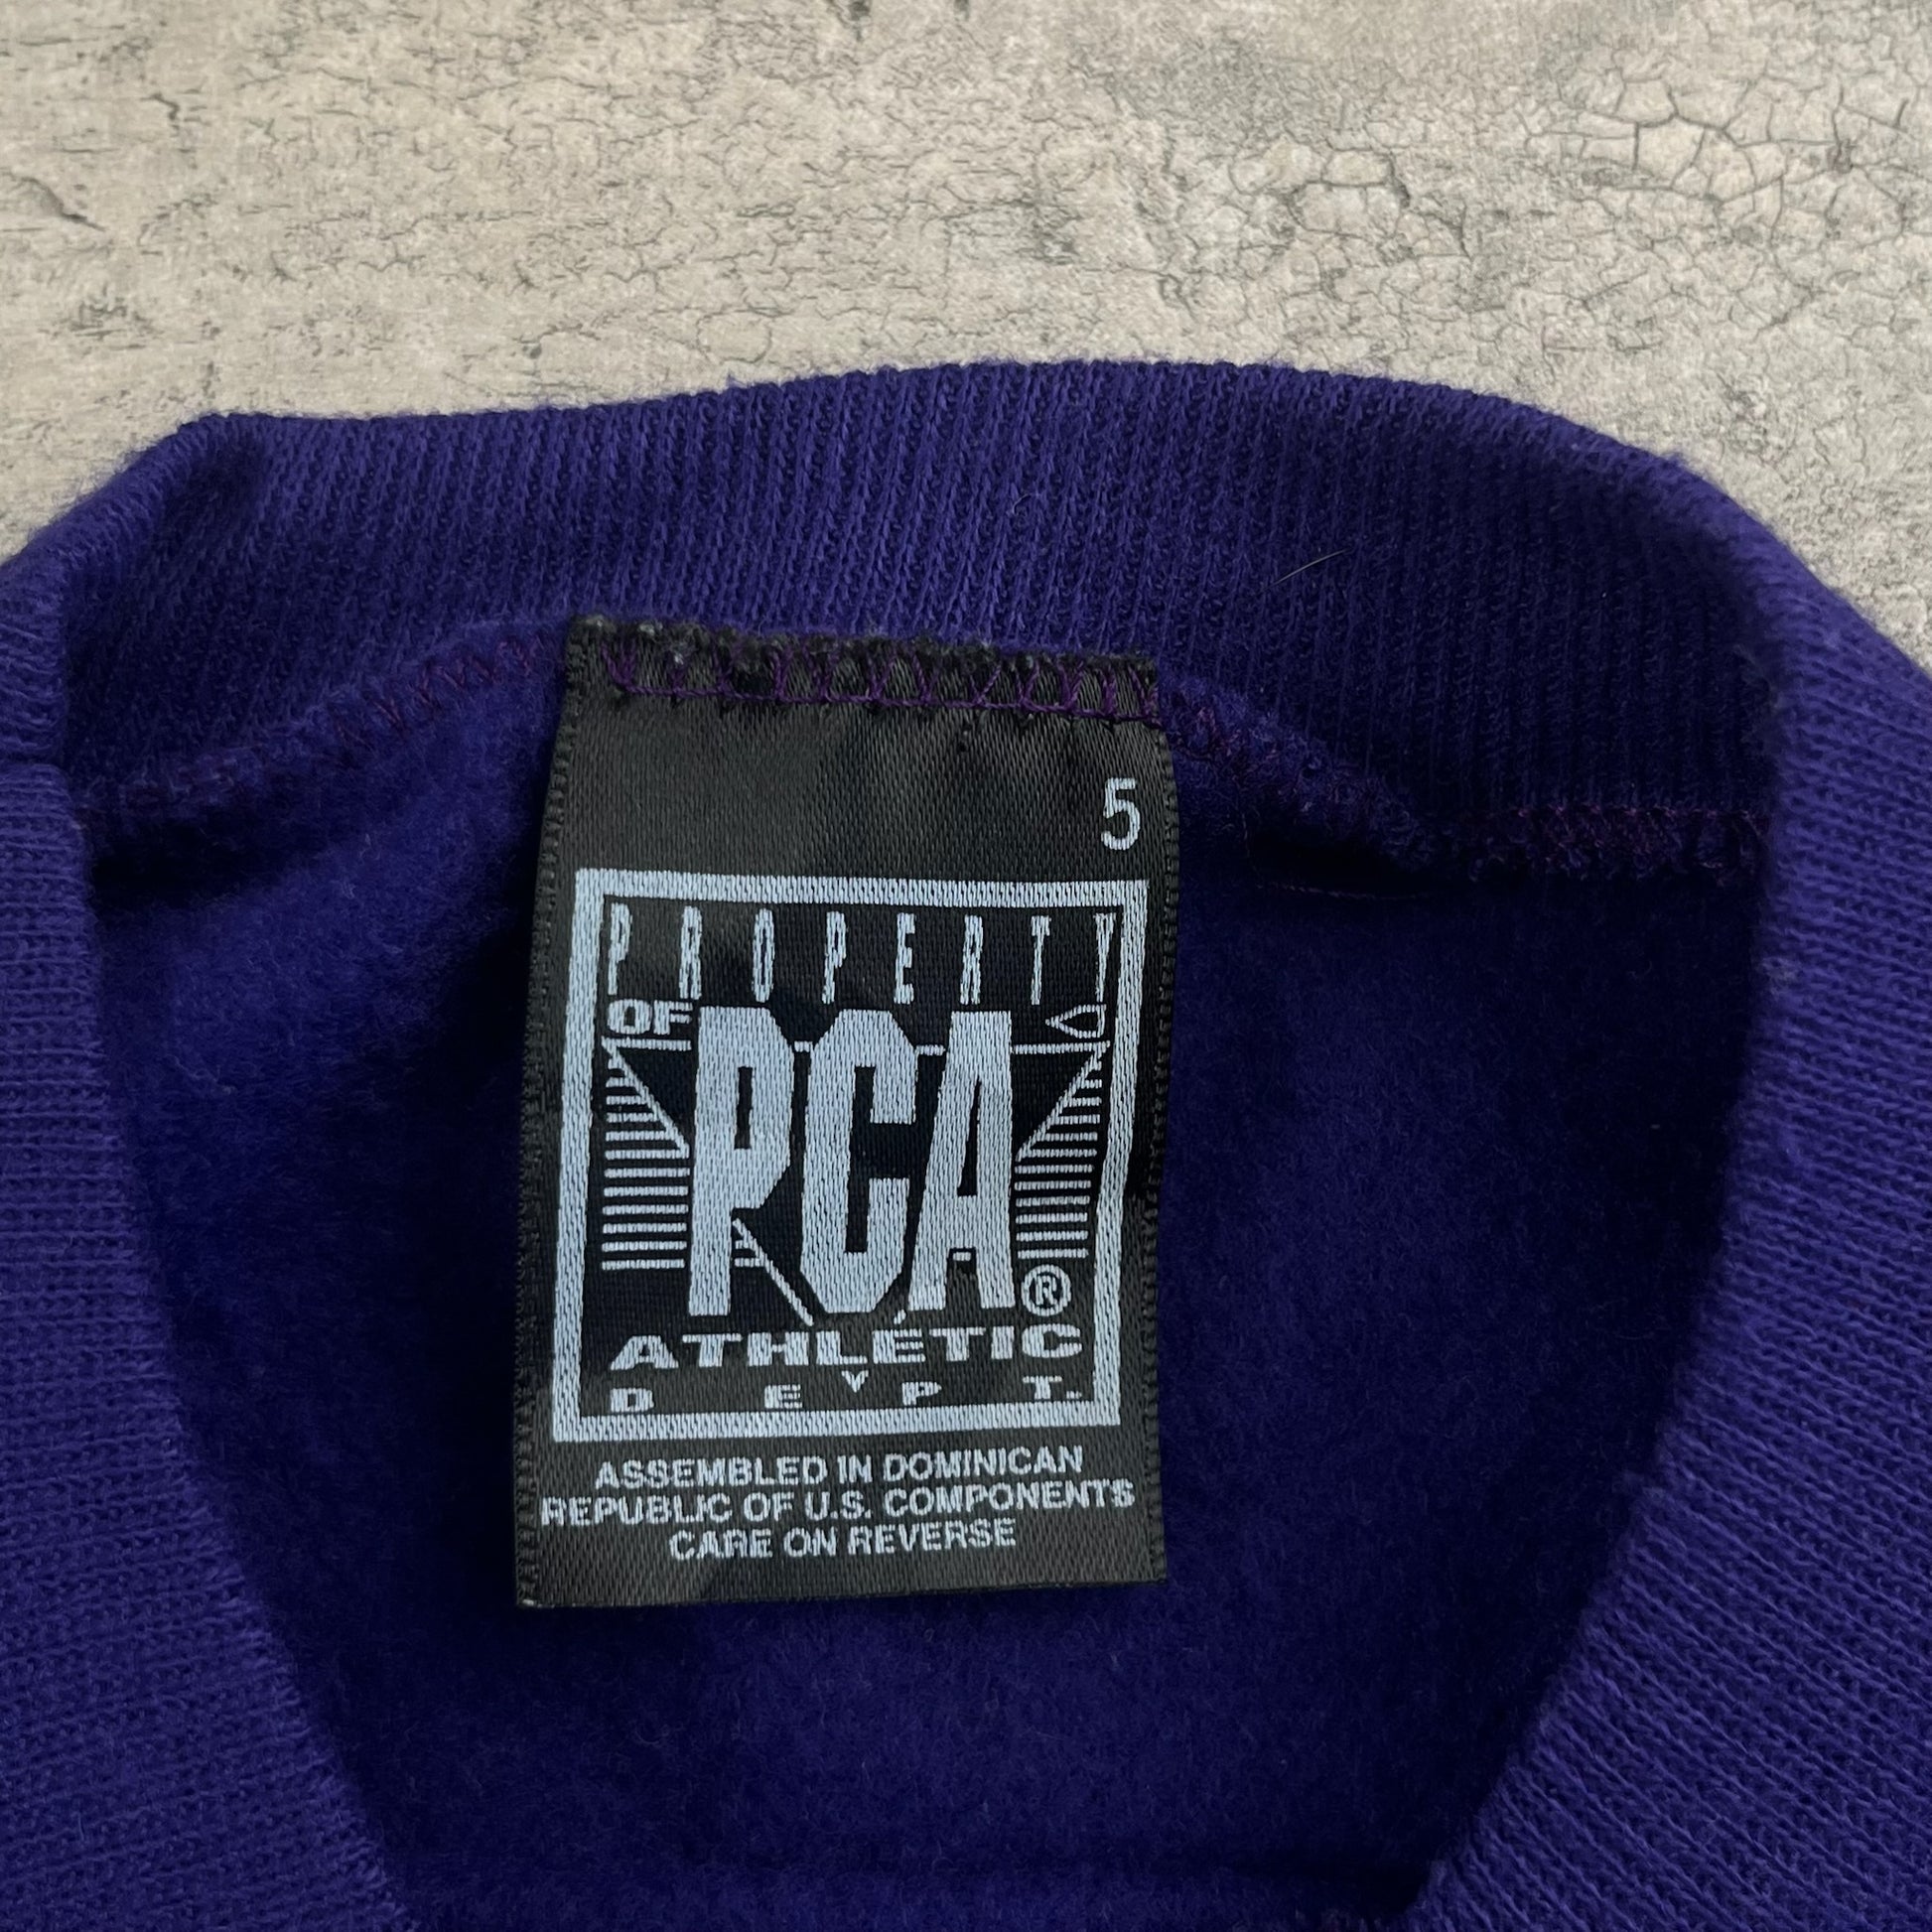 5
PROPERTY
OF
PCA®
ATHLETIC
DEPT.
ASSEMBLED IN DOMINICAN
REPUBLIC OF U.S. COMPONENTS
CARE ON REVERSE